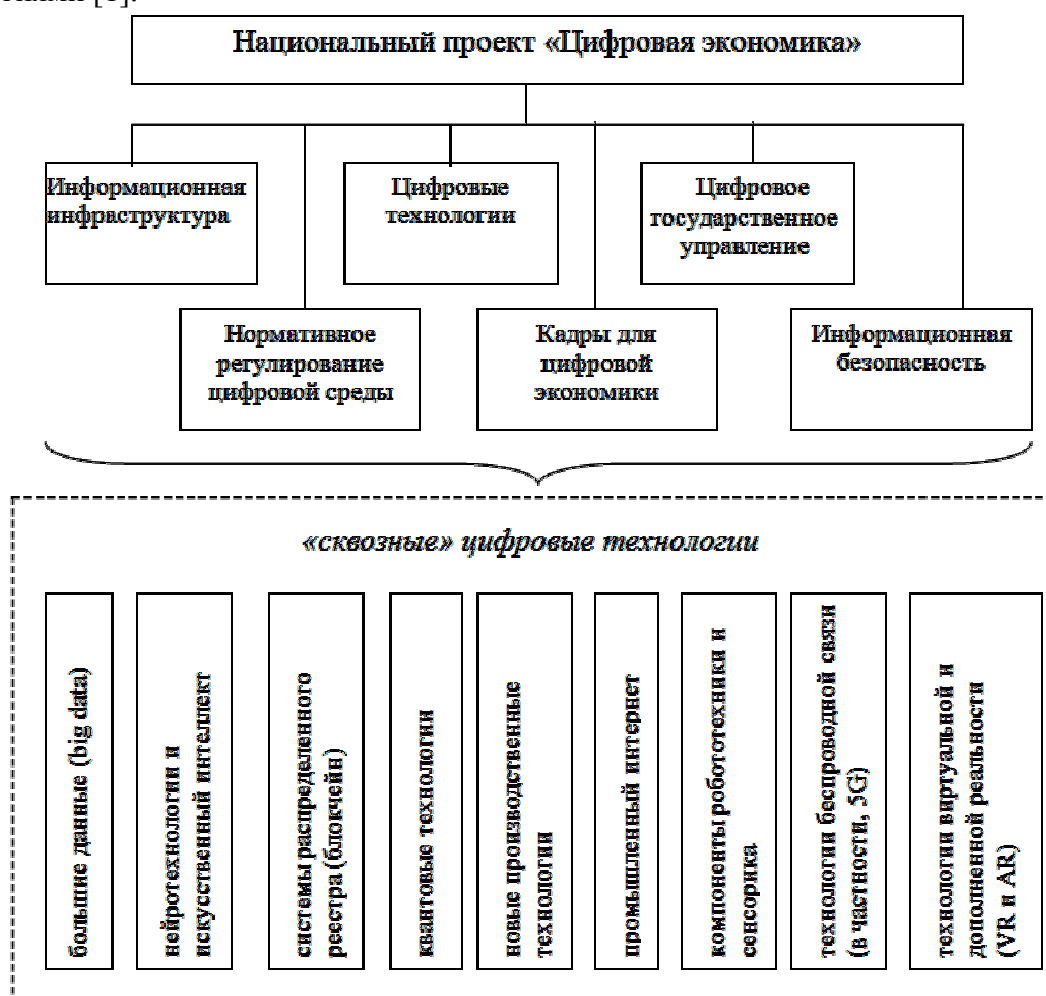 Национальный проект «Цифровая экономика»
Информационная
инфраструктура
Цифровые
технологии
Цифровое
государственное
управление
Нормативное
регулирование
цифровой среды
Кадры для
цифровой
экономики
Информационная
безопасность
«сквозные» цифровые технологии
большие данные (big data)
нейротехнологии и
искусственный интеллект
системы распределенного
реестра (блокчейн)
квантовые технологии
новые производственные
технологии
промышленный интернет
компоненты робототехники и
сенсорика
технологии беспроводной связи
(в частности, 5G)
технологии виртуальной и
дополненной реальности
(VR и AR)